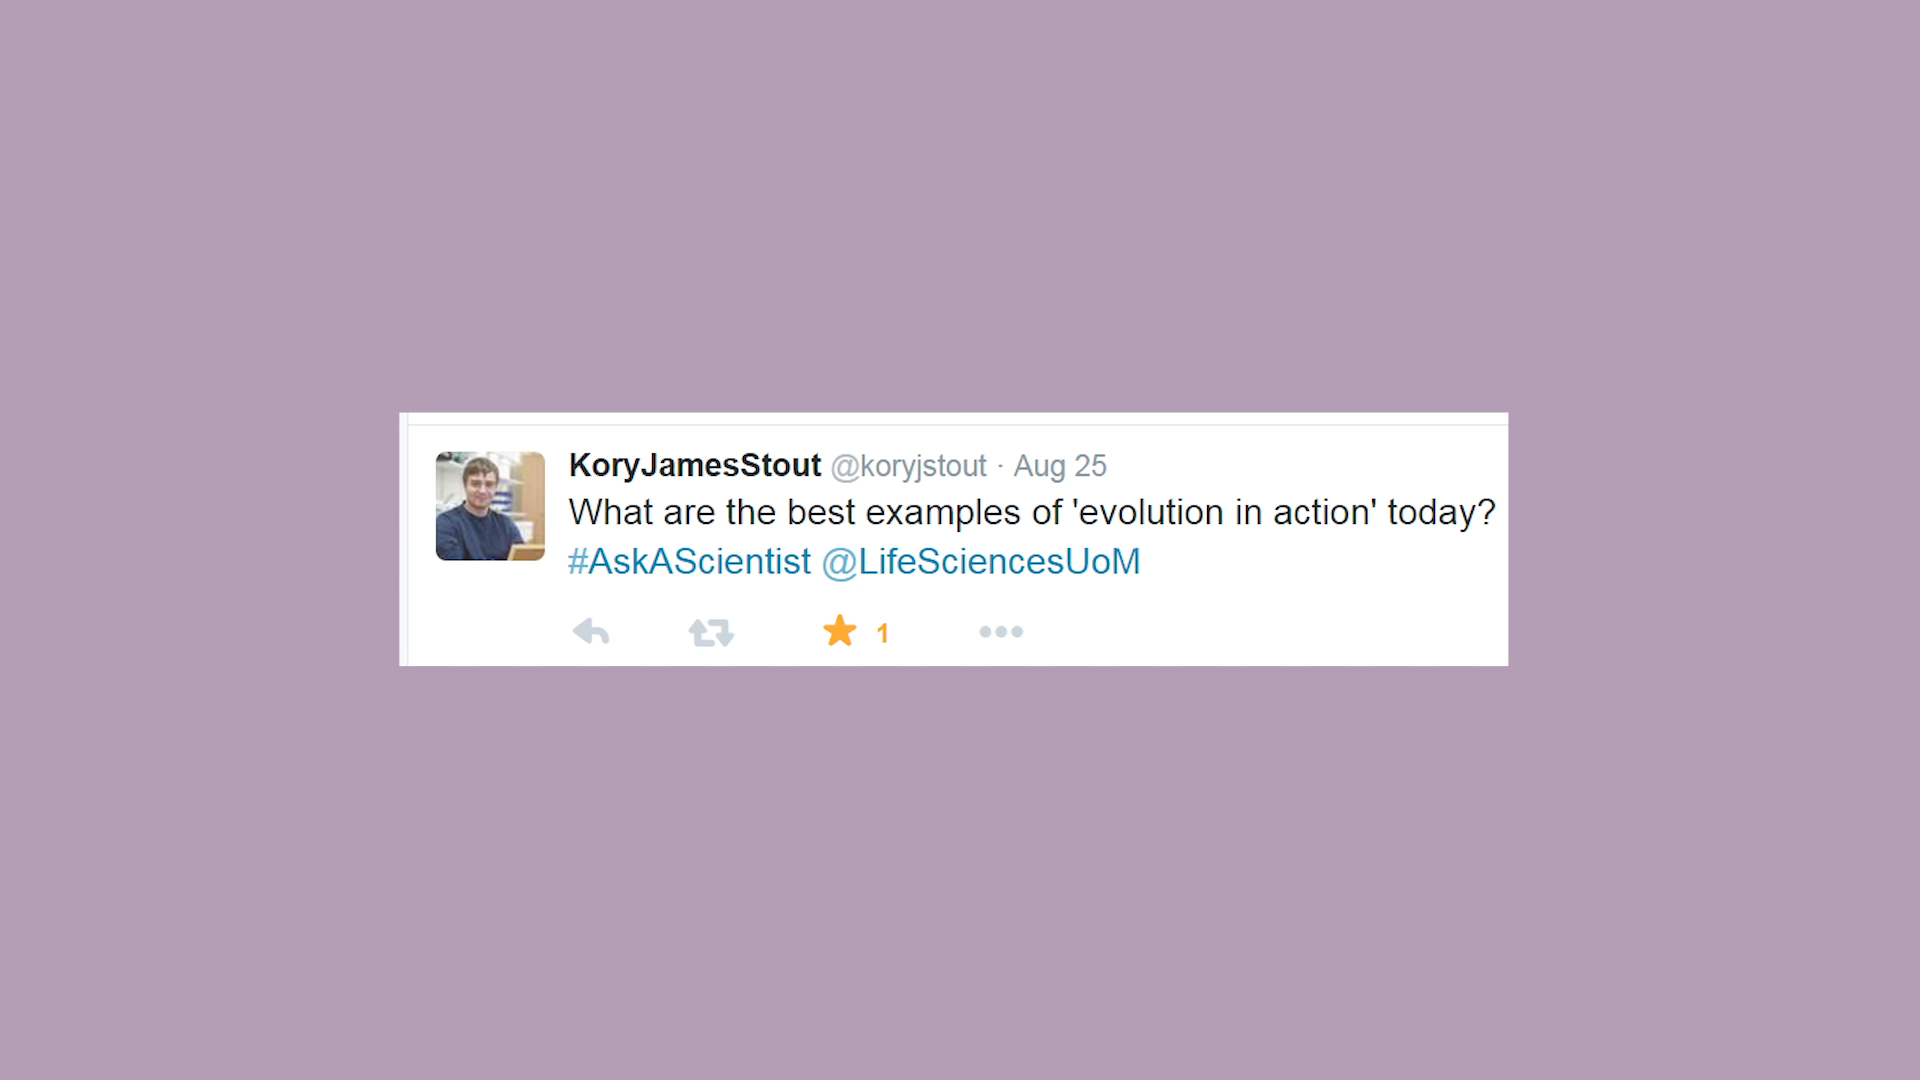 KoryJamesStout @koryjstout · Aug 25
What are the best examples of 'evolution in action' today?
#AskAScientist @LifeSciencesUoM
1